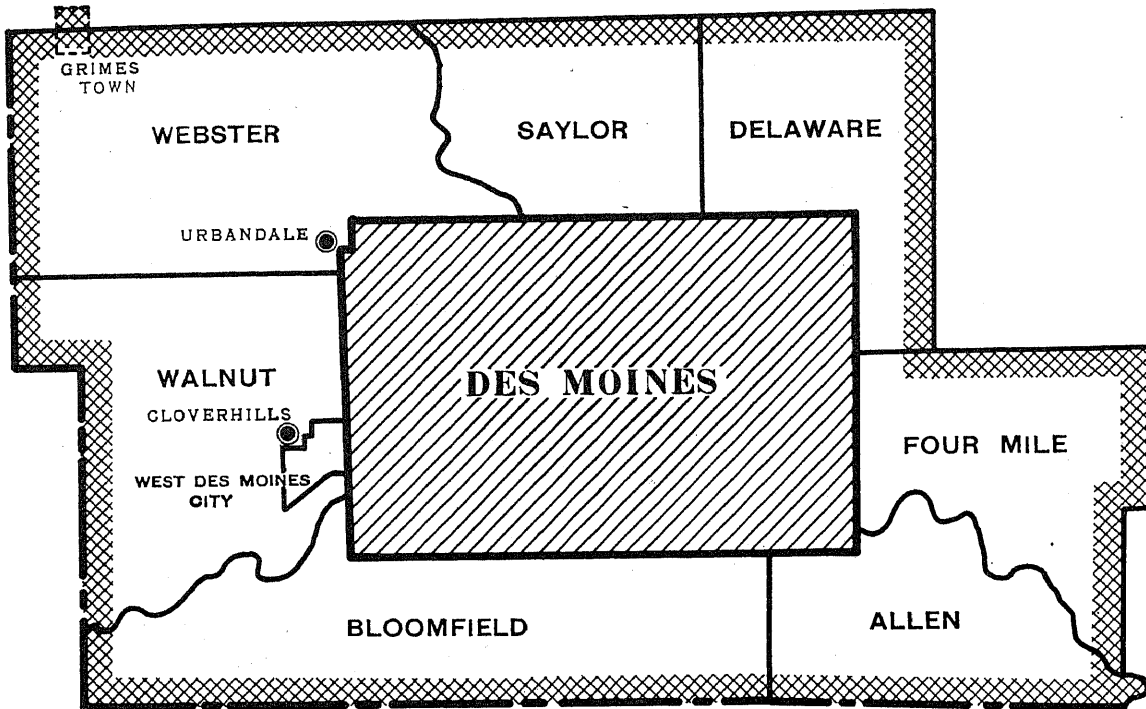 GRIMES
TOWN
WEBSTER
SAYLOR
DELAWARE
URBANDALE
WALNUT
CLOVERHILLS
DES MOINES
FOUR MILE
WEST DES MOINES
CITY
BLOOMFIELD
ALLEN